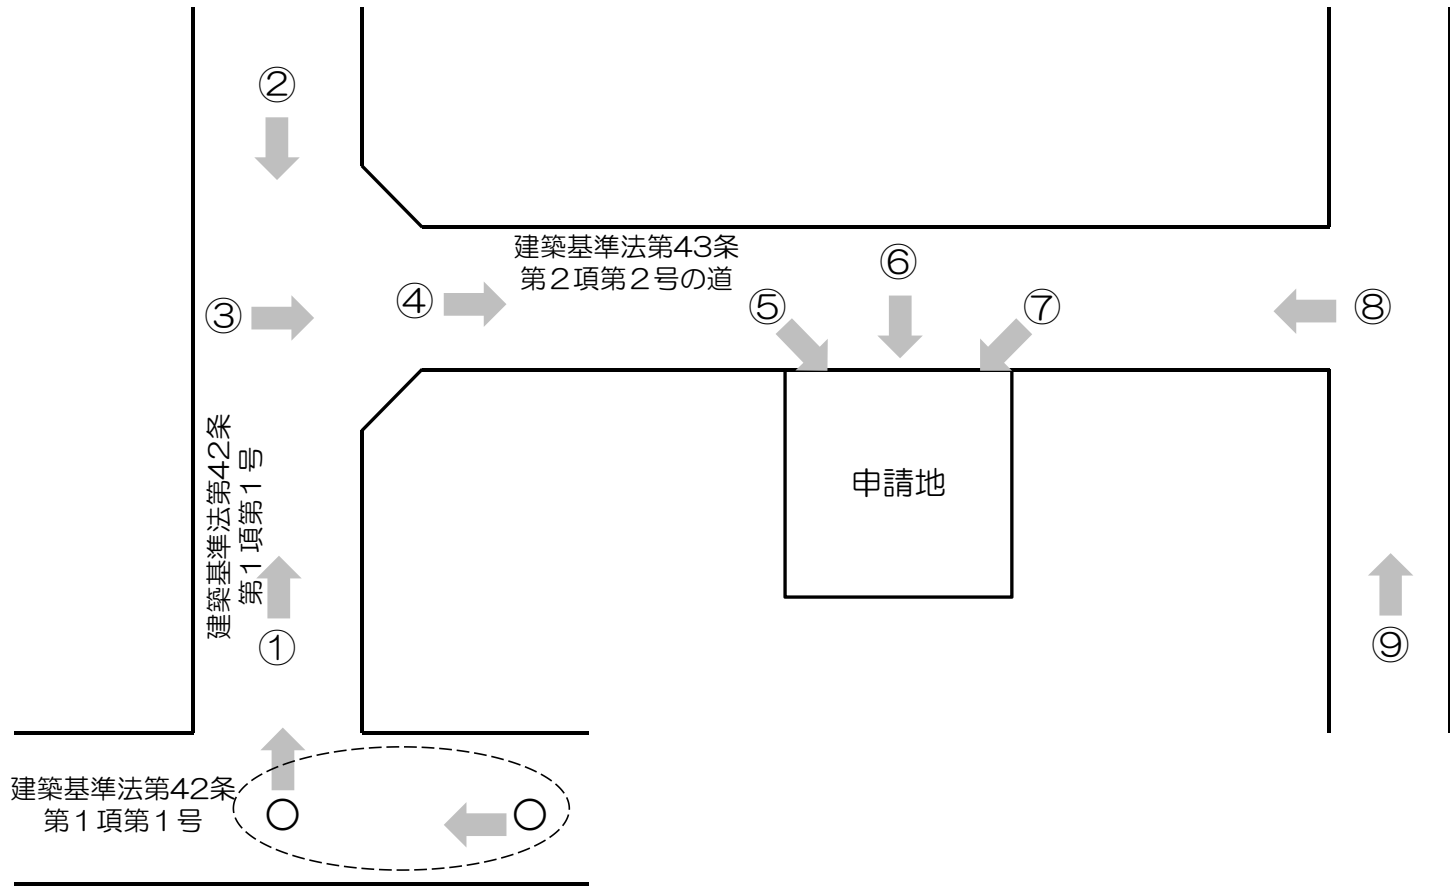 ②
建築基準法第43条
第２項第２号の道
⑥
③
④
⑤
⑦
⑧
建築基準法第42条
第１項第１号
申請地
①
⑨
建築基準法第42条
第１項第１号